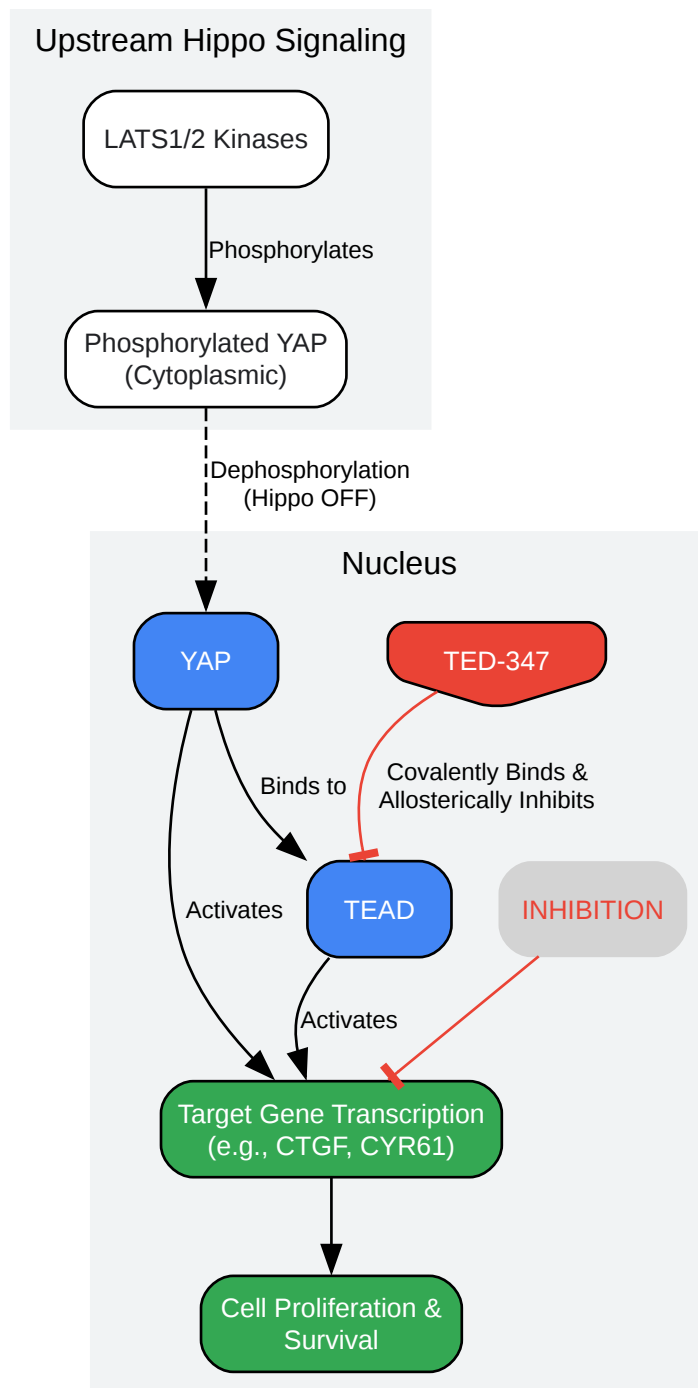 Upstream Hippo Signaling
LATS1/2 Kinases
Phosphorylates
Phosphorylated YAP
(Cytoplasmic)
Dephosphorylation
(Hippo OFF)
Nucleus
YAP
TED-347
Binds to
Covalently Binds &
Allosterically Inhibits
Activates
TEAD
INHIBITION
Activates
Target Gene Transcription
(e.g., CTGF, CYR61)
Cell Proliferation &
Survival